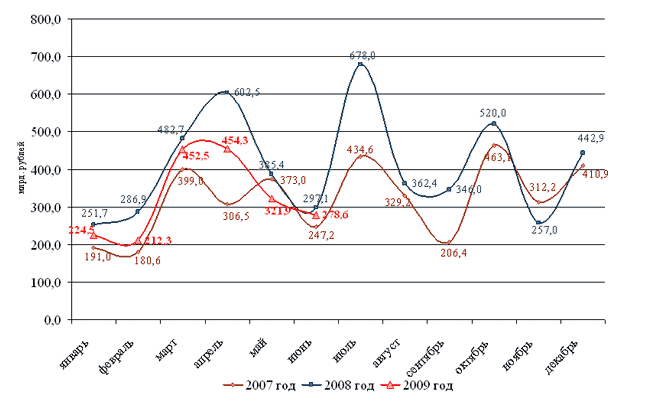 800,0
700,0
600,0
500,0
400,0
300,0
200,0
100,0
0,0
млрд. рублей
678,0
602,5
520,0
482,7
454,3
452,5
434,6
463,1
442,9
399,0
385,4
373,0
362,4
346,0
410,9
286,9
251,7
306,5
321,9
297,1
278,6
329,2
312,2
224,5
212,3
247,2
257,0
191,0
180,6
206,4
январь
февраль
март
апрель
май
июнь
июль
август
сентябрь
октябрь
ноябрь
декабрь
2007 год 2008 год 2009 год